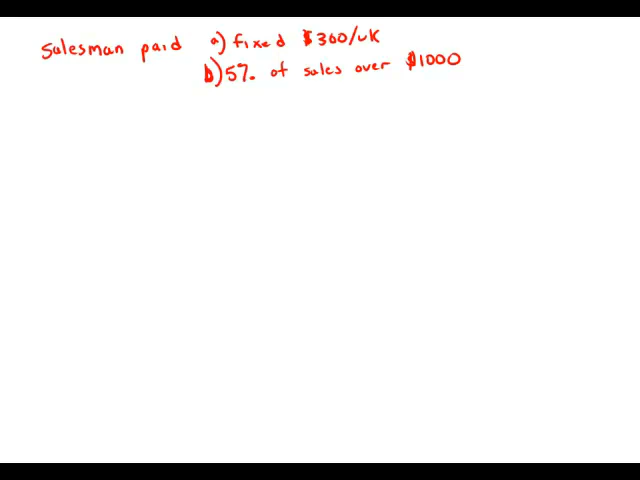 Salesman paid a) fixed $300/wk
b) 5% of sales over $1000